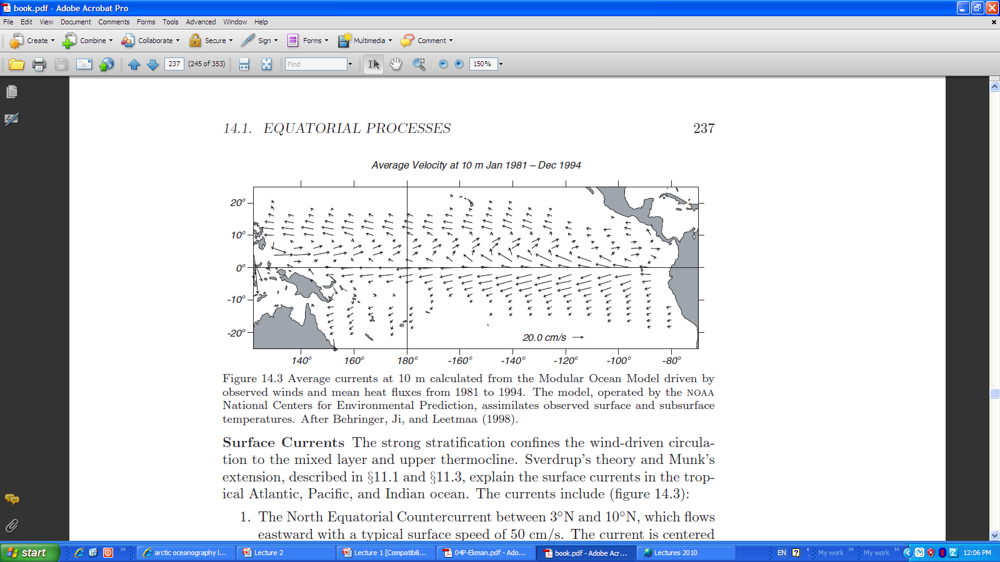 book.pdf - Adobe Acrobat Pro
File Edit View Document Comments Forms Tools Advanced Window Help
Create Combine Collaborate Secure Sign Forms Multimedia Comment
237 (245 of 353) Find 150%
14.1. EQUATORIAL PROCESSES 237
Average Velocity at 10 m Jan 1981 – Dec 1994
20°
10°
0°
-10°
-20°
20.0 cm/s
140° 160° 180° -160° -140° -120° -100° -80°
Figure 14.3 Average currents at 10 m calculated from the Modular Ocean Model driven by
observed winds and mean heat fluxes from 1981 to 1994. The model, operated by the NOAA
National Centers for Environmental Prediction, assimilates observed surface and subsurface
temperatures. After Behringer, Ji, and Leetmaa (1998).
Surface Currents The strong stratification confines the wind-driven circula-
tion to the mixed layer and upper thermocline. Sverdrup's theory and Munk's
extension, described in §11.1 and §11.3, explain the surface currents in the trop-
ical Atlantic, Pacific, and Indian ocean. The currents include (figure 14.3):
1. The North Equatorial Countercurrent between 3°N and 10°N, which flows
eastward with a typical surface speed of 50 cm/s. The current is centered
start arctic oceanography l... Lecture 2 Lecture 1 [Compatibili... 04P-Ekman.pdf - Ado... book.pdf - Adobe Acr... Lectures 2010 EN My work » My work » 12:06 PM